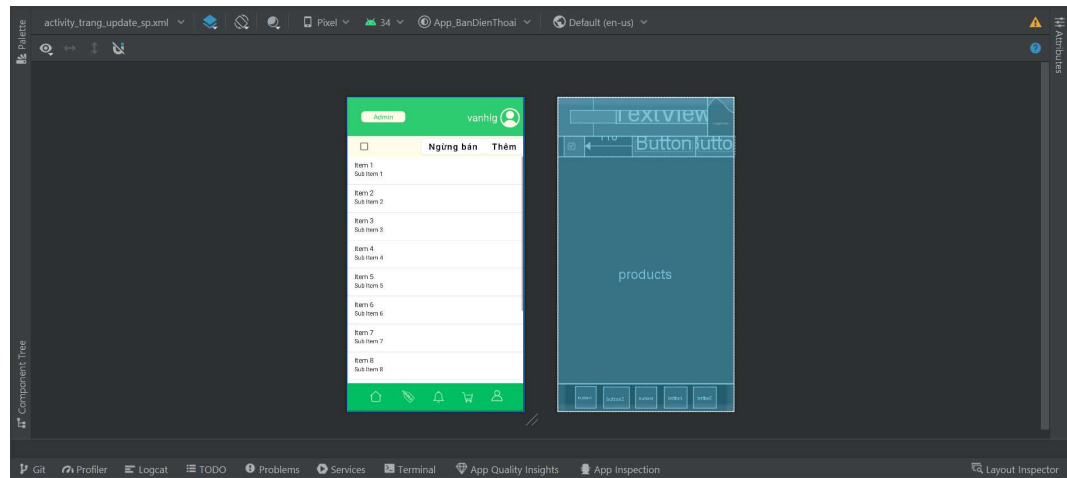 activity_trang_update_sp.xml Pixel 34 App_BanDienThoai Default (en-us)
Palette
Attributes
Admin vanhlg
TextView
Ngừng bán Thêm
Button Butto
Item 1
Sub Item 1
Item 2
Sub Item 2
Item 3
Sub Item 3
Item 4
Sub Item 4
Item 5
Sub Item 5
Item 6
Sub Item 6
Item 7
Sub Item 7
Item 8
Sub Item 8
products
button2
Component Tree
Git Profiler Logcat TODO Problems Services Terminal App Quality Insights App Inspection Layout Inspector